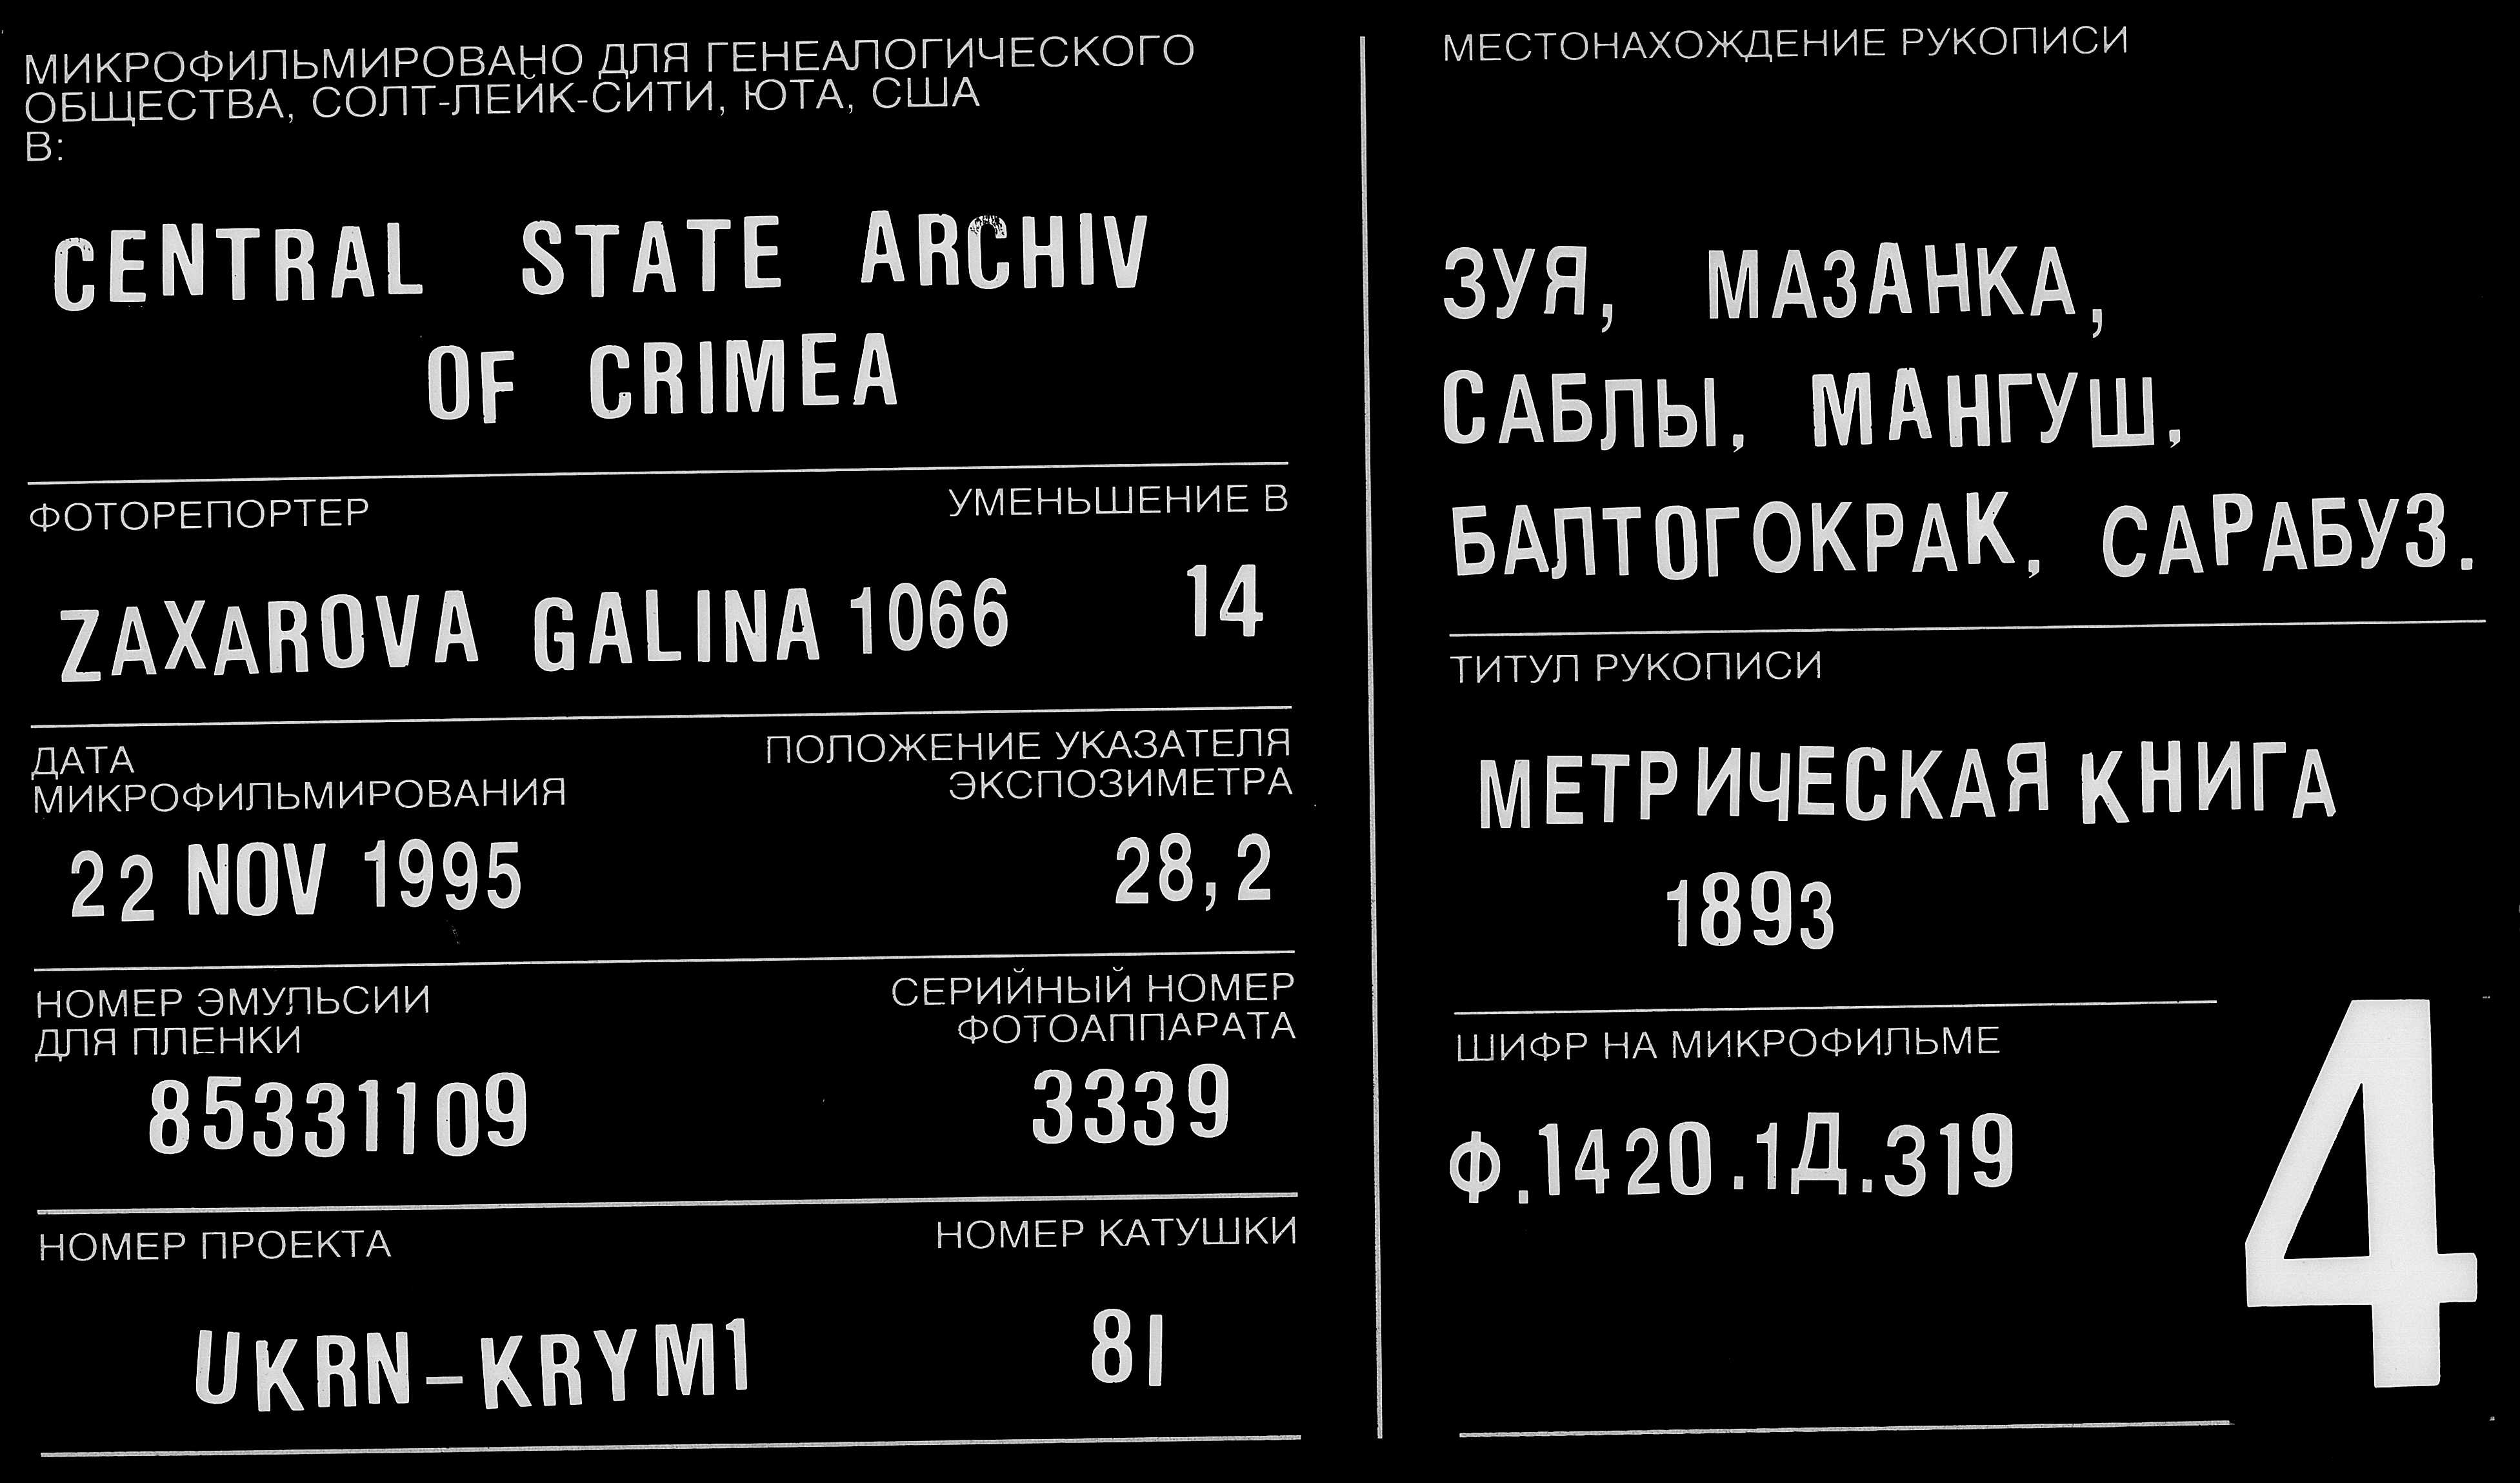 МИКРОФИЛЬМИРОВАНО ДЛЯ ГЕНЕАЛОГИЧЕСКОГО
ОБЩЕСТВА, СОЛТ-ЛЕЙК-СИТИ, ЮТА, США
В:
CENTRAL STATE ARCHIV
OF CRIMEA
ФОТОРЕПОРТЕР
УМЕНЬШЕНИЕ В
ZAXAROVA GALINA 1066
14
ДАТА
МИКРОФИЛЬМИРОВАНИЯ
ПОЛОЖЕНИЕ УКАЗАТЕЛЯ
ЭКСПОЗИМЕТРА
22 NOV 1995
28,2
НОМЕР ЭМУЛЬСИИ
ДЛЯ ПЛЕНКИ
СЕРИЙНЫЙ НОМЕР
ФОТОАППАРАТА
85331109
3339
НОМЕР ПРОЕКТА
НОМЕР КАТУШКИ
UKRN-KRYM1
81
МЕСТОНАХОЖДЕНИЕ РУКОПИСИ
ЗУЯ, МАЗАНКА,
САБЛЫ, МАНГУШ,
БАЛТОГОКРАК, САРАБУЗ.
ТИТУЛ РУКОПИСИ
МЕТРИЧЕСКАЯ КНИГА
1893
ШИФР НА МИКРОФИЛЬМЕ
Ф.1420.1Д.319
4